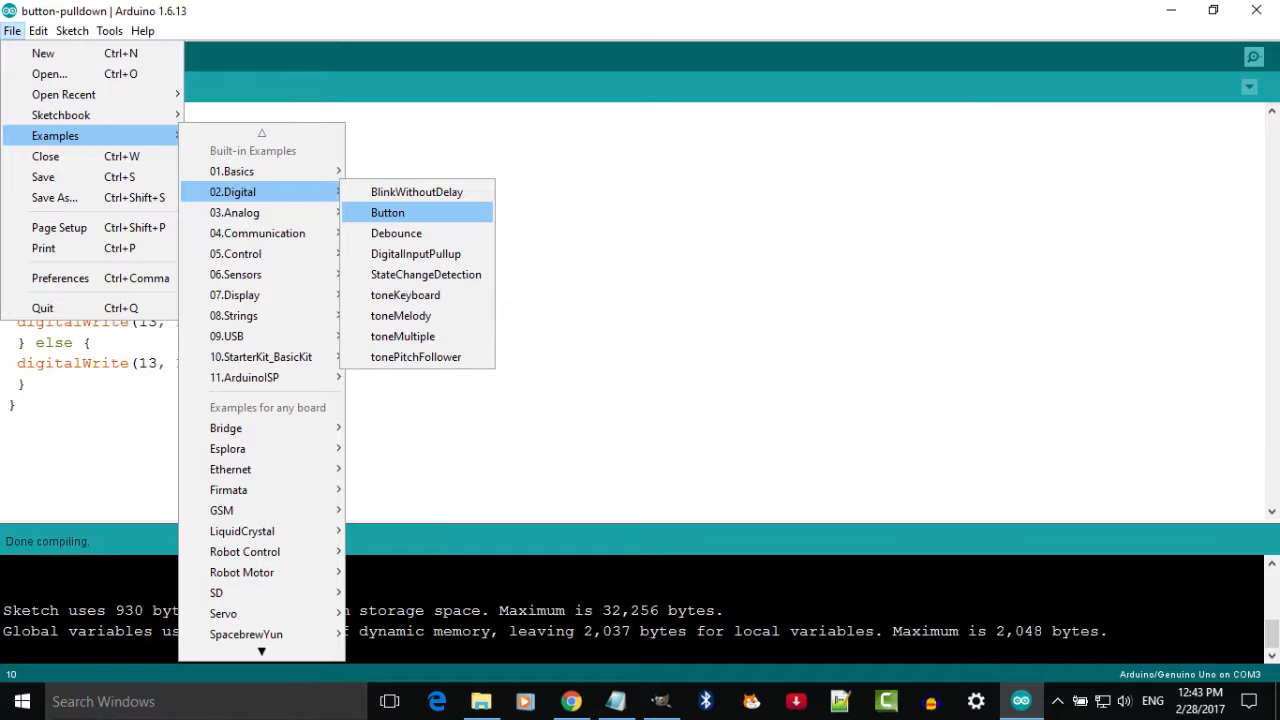 button-pulldown | Arduino 1.6.13
File Edit Sketch Tools Help
New Ctrl+N
Open... Ctrl+O
Open Recent
Sketchbook
Examples
Close Ctrl+W
Save Ctrl+S
Save As... Ctrl+Shift+S
Page Setup Ctrl+Shift+P
Print Ctrl+P
Preferences Ctrl+Comma
Quit Ctrl+Q
Built-in Examples
01.Basics
02.Digital
03.Analog
04.Communication
05.Control
06.Sensors
07.Display
08.Strings
09.USB
10.StarterKit_BasicKit
11.ArduinoISP
Examples for any board
Bridge
Esplora
Ethernet
Firmata
GSM
LiquidCrystal
Robot Control
Robot Motor
SD
Servo
SpacebrewYun
BlinkWithoutDelay
Button
Debounce
DigitalInputPullup
StateChangeDetection
toneKeyboard
toneMelody
toneMultiple
tonePitchFollower
digitalWrite(13,
} else {
digitalWrite(13,
}
}
Done compiling.
Sketch uses 930 storage space. Maximum is 32,256 bytes.
Global variables dynamic memory, leaving 2,037 bytes for local variables. Maximum is 2,048 bytes.
10
Arduino/Genuino Uno on COM3
Search Windows
ENG
12:43 PM
2/28/2017